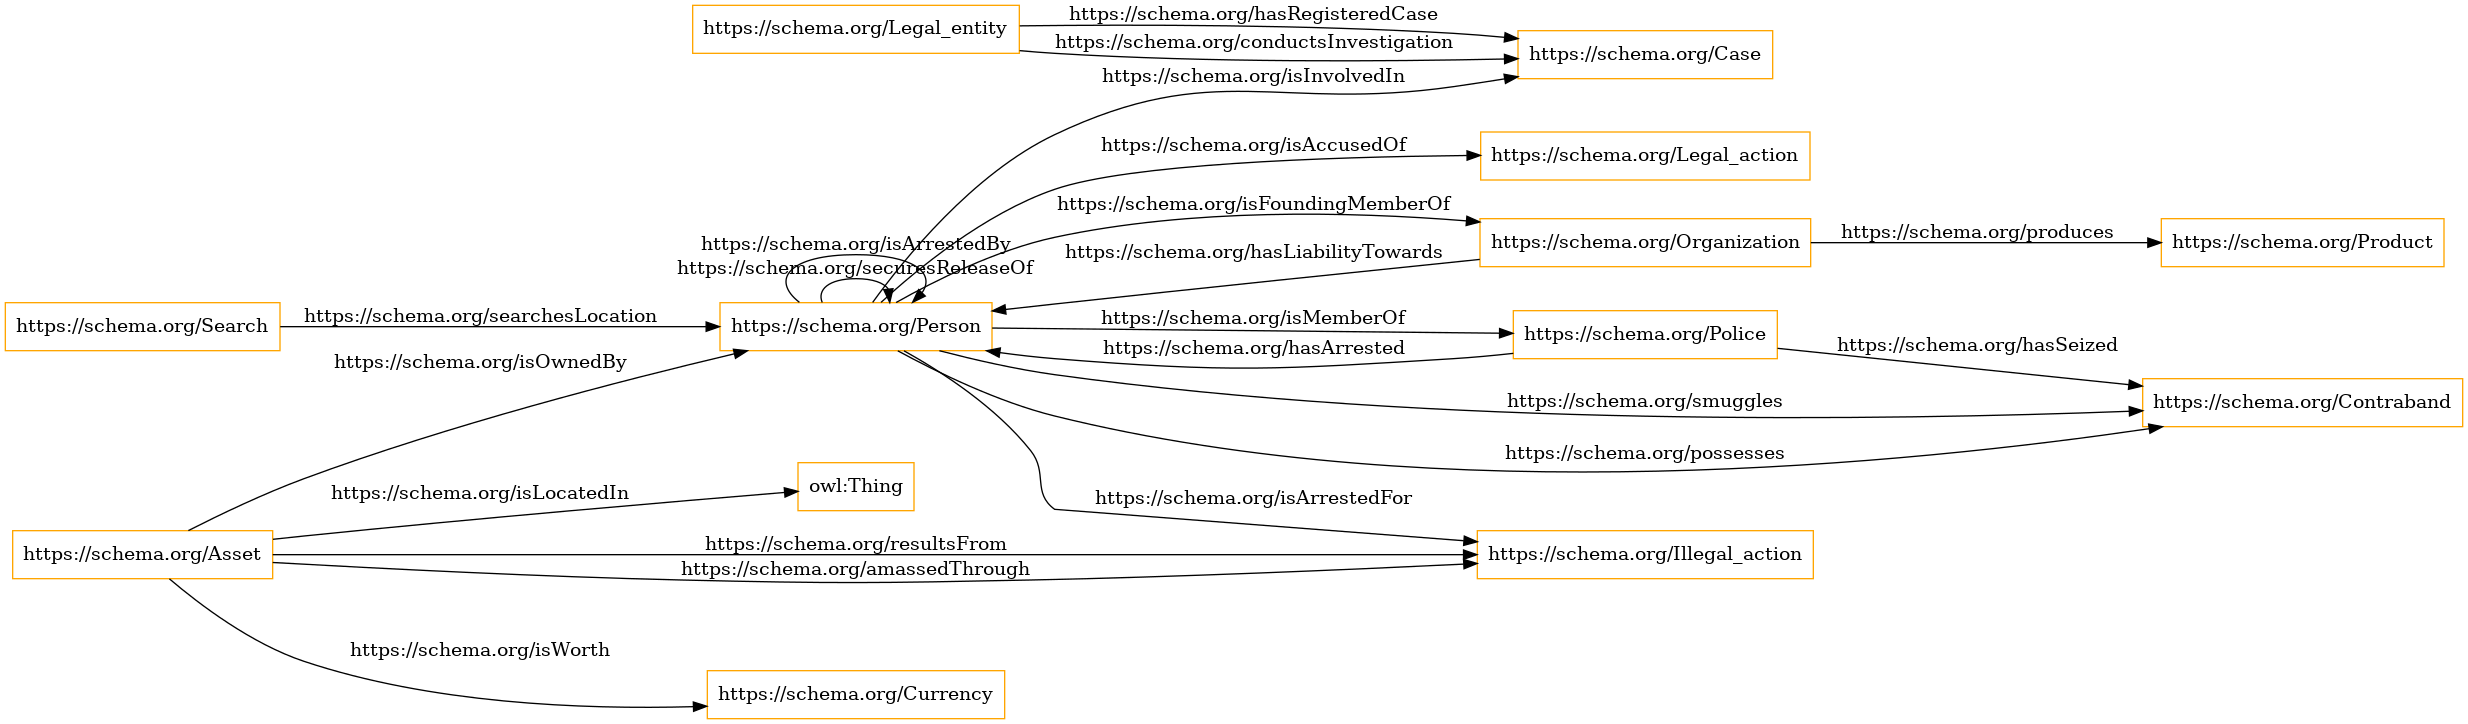 https://schema.org/Legal_entity
https://schema.org/hasRegisteredCase
https://schema.org/conductsInvestigation
https://schema.org/Case
https://schema.org/isInvolvedIn
https://schema.org/isAccusedOf
https://schema.org/Legal_action
https://schema.org/isFoundingMemberOf
https://schema.org/Organization
https://schema.org/produces
https://schema.org/Product
https://schema.org/isArrestedBy
https://schema.org/securesReleaseOf
https://schema.org/hasLiabilityTowards
https://schema.org/Search
https://schema.org/searchesLocation
https://schema.org/Person
https://schema.org/isMemberOf
https://schema.org/Police
https://schema.org/hasArrested
https://schema.org/hasSeized
https://schema.org/isOwnedBy
https://schema.org/smuggles
https://schema.org/Contraband
https://schema.org/possesses
https://schema.org/isLocatedIn
owl:Thing
https://schema.org/isArrestedFor
https://schema.org/Asset
https://schema.org/resultsFrom
https://schema.org/amassedThrough
https://schema.org/Illegal_action
https://schema.org/isWorth
https://schema.org/Currency